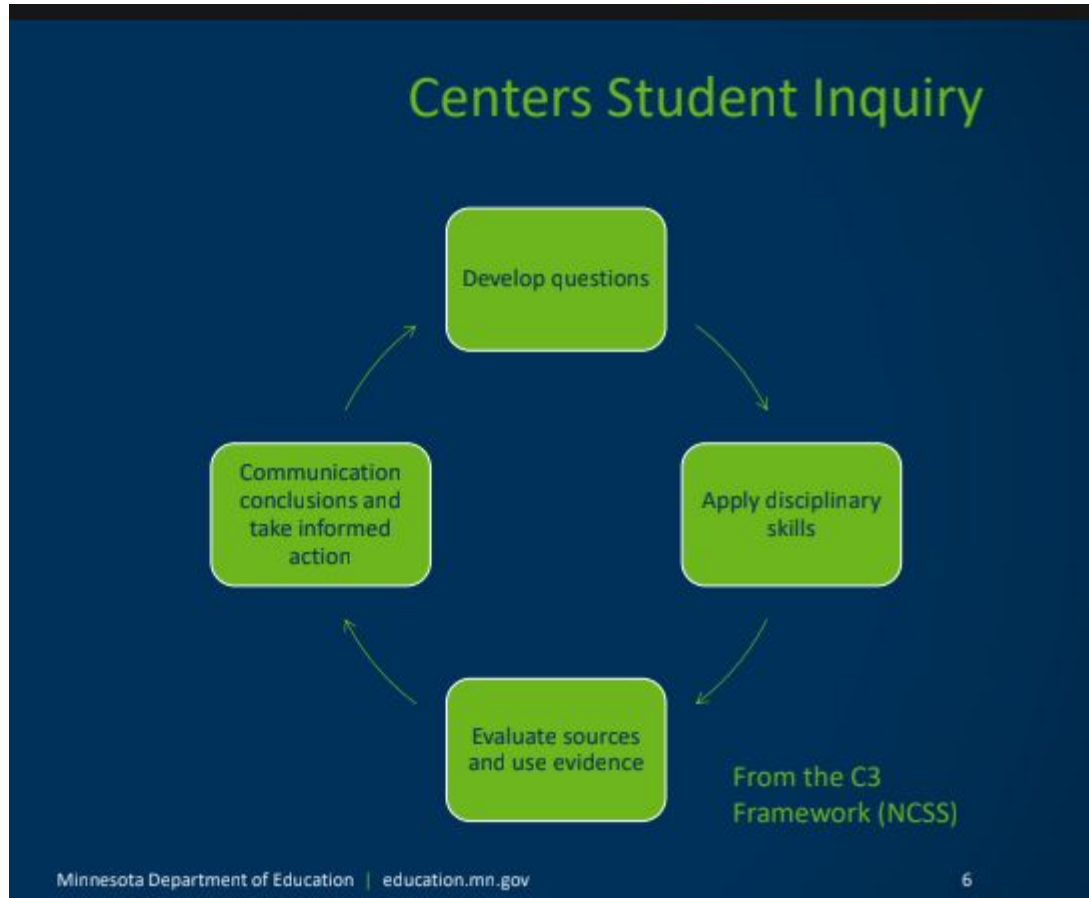 Centers Student Inquiry
Develop questions
Apply disciplinary
skills
Evaluate sources
and use evidence
Communication
conclusions and
take informed
action
From the C3
Framework (NCSS)
Minnesota Department of Education | education.mn.gov
6